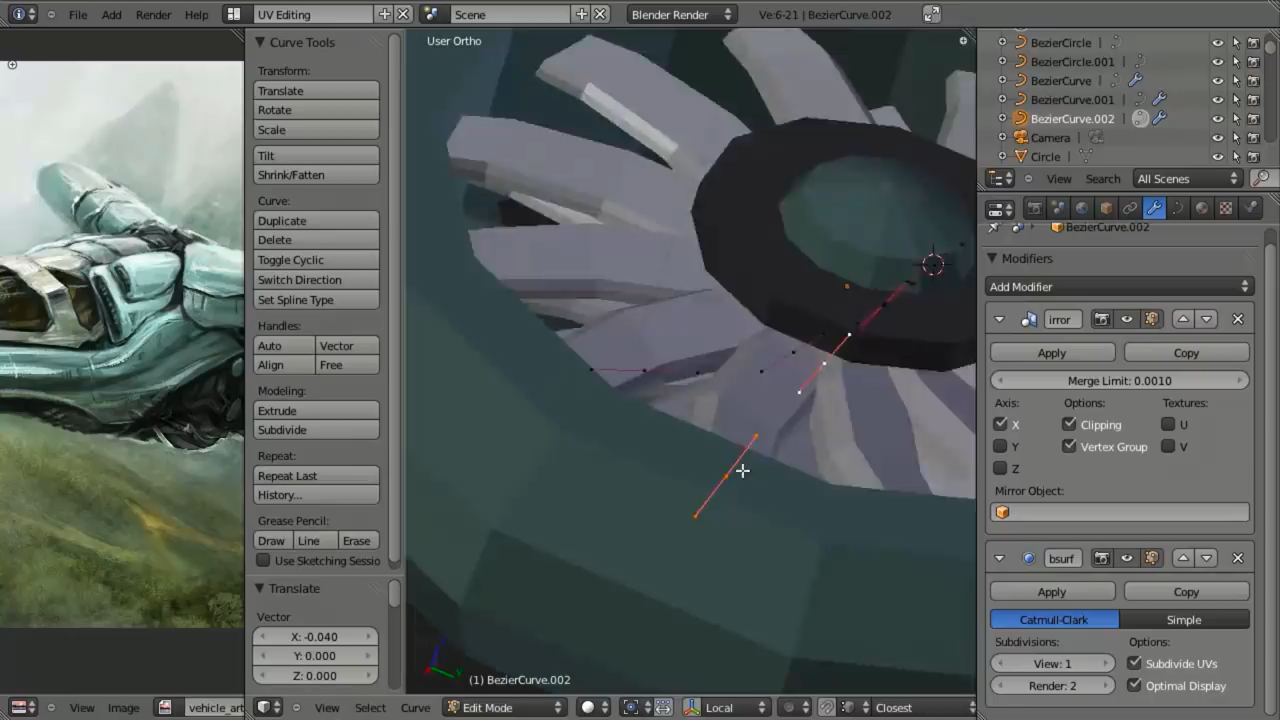 File Add Render Help UV Editing Scene Blender Render Ve:6-21 | BezierCurve.002
Curve Tools
Transform:
Translate
Rotate
Scale
Tilt
Shrink/Fatten
Curve:
Duplicate
Delete
Toggle Cyclic
Switch Direction
Set Spline Type
Handles:
Auto Vector
Align Free
Modeling:
Extrude
Subdivide
Repeat:
Repeat Last
History...
Grease Pencil:
Draw Line Erase
Use Sketching Sessio
Translate
Vector
X: -0.040
Y: 0.000
Z: 0.000
User Ortho
(1) BezierCurve.002
BezierCircle
BezierCircle.001
BezierCurve
BezierCurve.001
BezierCurve.002
Camera
Circle
View Search All Scenes
BezierCurve.002
Modifiers
Add Modifier
irror
Apply Copy
Merge Limit: 0.0010
Axis: Options: Textures:
X Clipping U
Y Vertex Group V
Z
Mirror Object:
bsurf
Apply Copy
Catmull-Clark Simple
Subdivisions: Options:
View: 1 Subdivide UVs
Render: 2 Optimal Display
View Image vehicle_art View Select Curve Edit Mode Local Closest